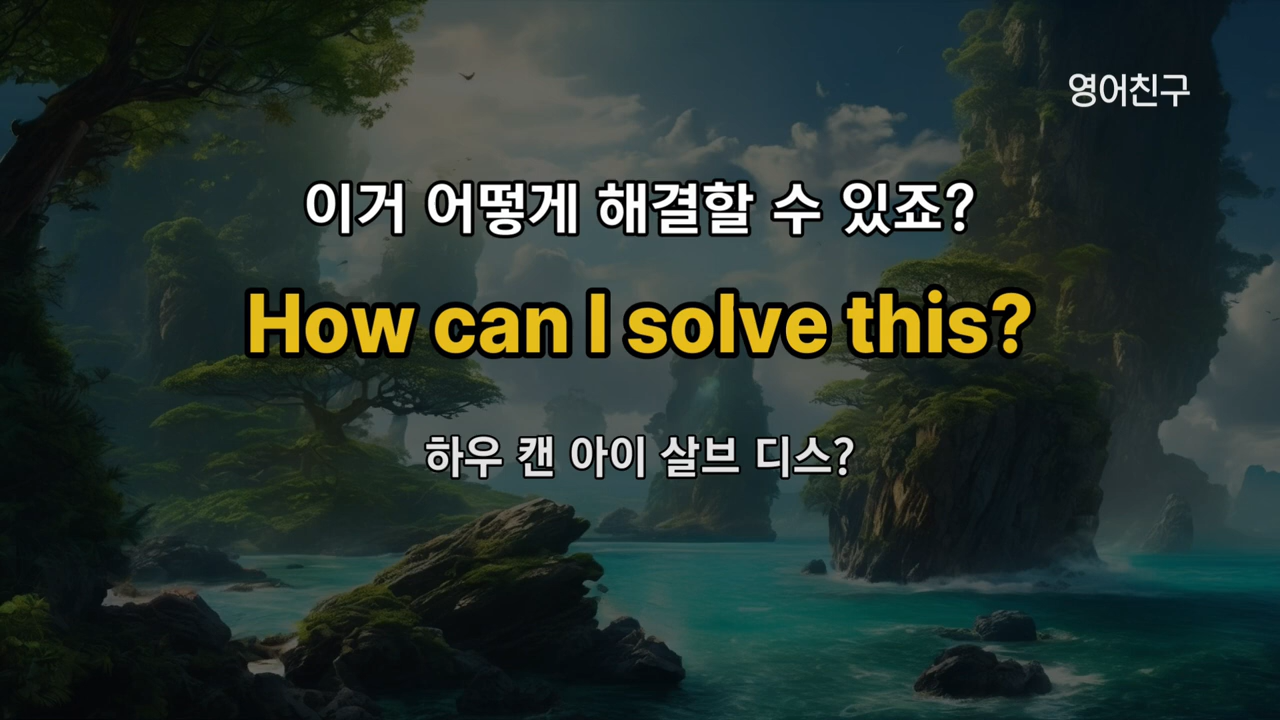 영어친구
이거 어떻게 해결할 수 있죠?
How can I solve this?
하우 캔 아이 살브 디스?